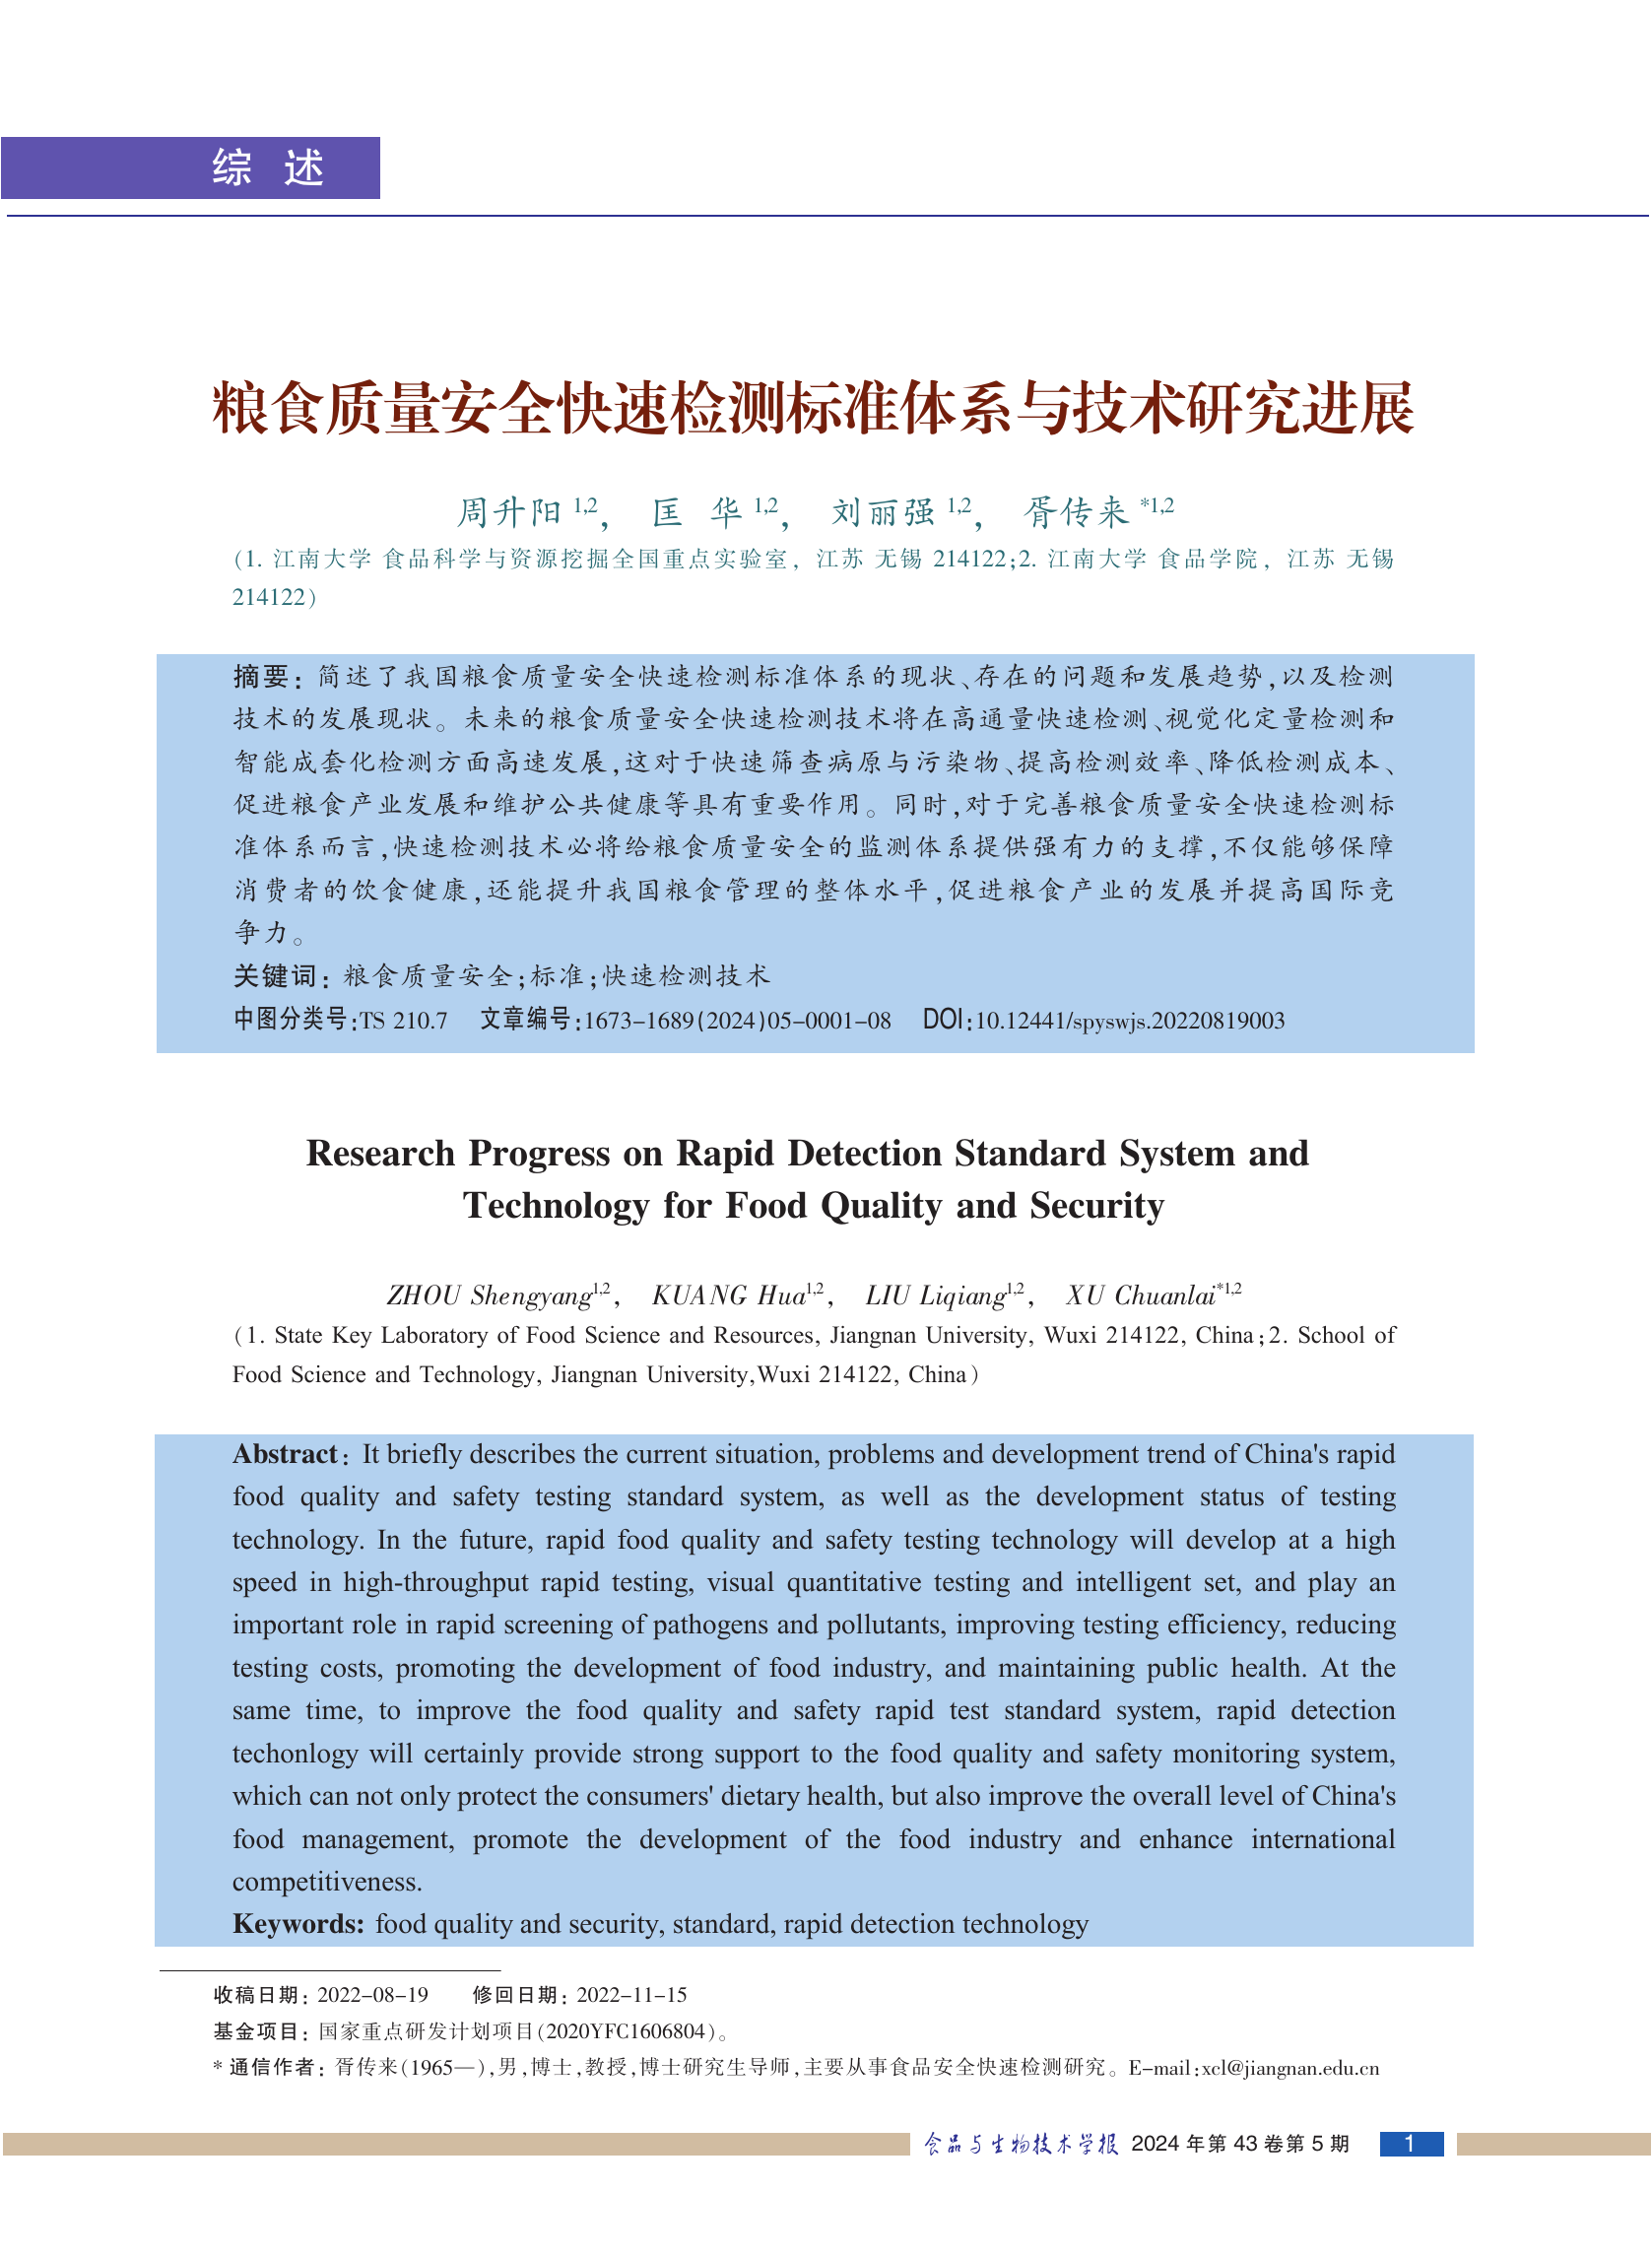 综 述
粮食质量安全快速检测标准体系与技术研究进展
周升阳 1,2， 匡 华 1,2， 刘丽强 1,2， 胥传来 *1,2
(1. 江南大学 食品科学与资源挖掘全国重点实验室，江苏 无锡 214122;2. 江南大学 食品学院，江苏 无锡
214122)
摘要：简述了我国粮食质量安全快速检测标准体系的现状、存在的问题和发展趋势,以及检测
技术的发展现状。未来的粮食质量安全快速检测技术将在高通量快速检测、视觉化定量检测和
智能成套化检测方面高速发展,这对于快速筛查病原与污染物、提高检测效率、降低检测成本、
促进粮食产业发展和维护公共健康等具有重要作用。同时,对于完善粮食质量安全快速检测标
准体系而言,快速检测技术必将给粮食质量安全的监测体系提供强有力的支撑,不仅能够保障
消费者的饮食健康,还能提升我国粮食管理的整体水平,促进粮食产业的发展并提高国际竞
争力。
关键词：粮食质量安全;标准;快速检测技术
中图分类号:TS 210.7 文章编号:1673-1689(2024)05-0001-08 DOI:10.12441/spyswjs.20220819003
Research Progress on Rapid Detection Standard System and
Technology for Food Quality and Security
ZHOU Shengyang1,2, KUANG Hua1,2, LIU Liqiang1,2, XU Chuanlai*1,2
(1. State Key Laboratory of Food Science and Resources, Jiangnan University, Wuxi 214122, China;2. School of
Food Science and Technology, Jiangnan University,Wuxi 214122, China)
Abstract: It briefly describes the current situation, problems and development trend of China's rapid
food quality and safety testing standard system, as well as the development status of testing
technology. In the future, rapid food quality and safety testing technology will develop at a high
speed in high-throughput rapid testing, visual quantitative testing and intelligent set, and play an
important role in rapid screening of pathogens and pollutants, improving testing efficiency, reducing
testing costs, promoting the development of food industry, and maintaining public health. At the
same time, to improve the food quality and safety rapid test standard system, rapid detection
techonlogy will certainly provide strong support to the food quality and safety monitoring system,
which can not only protect the consumers' dietary health, but also improve the overall level of China's
food management, promote the development of the food industry and enhance international
competitiveness.
Keywords: food quality and security, standard, rapid detection technology
收稿日期：2022-08-19 修回日期：2022-11-15
基金项目：国家重点研发计划项目(2020YFC1606804)。
* 通信作者：胥传来(1965—),男,博士,教授,博士研究生导师,主要从事食品安全快速检测研究。E-mail:xcl@jiangnan.edu.cn
食品与生物技术学报 2024 年第 43 卷第 5 期 1